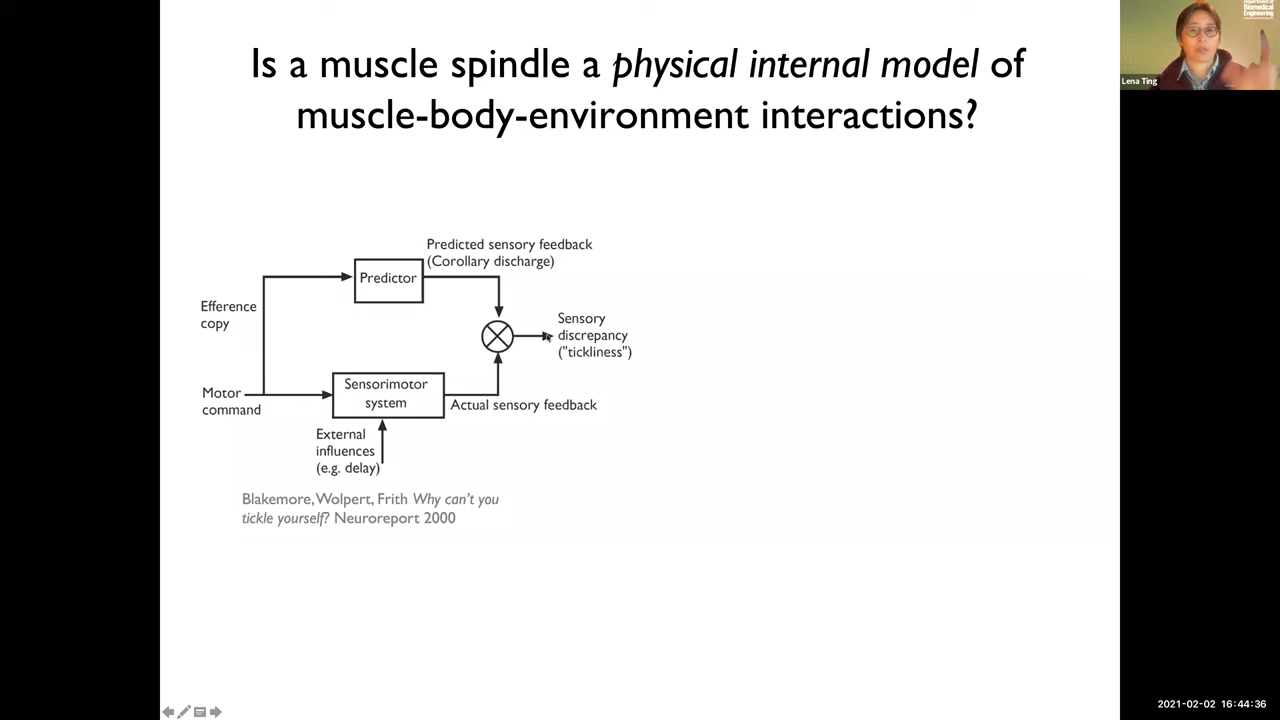 Is a muscle spindle a physical internal model of
muscle-body-environment interactions?
Predicted sensory feedback
(Corollary discharge)
Predictor
Efference
copy
Sensory
discrepancy
("tickliness")
Motor
command
Sensorimotor
system
Actual sensory feedback
External
influences
(e.g. delay)
Blakemore, Wolpert, Frith Why can't you
tickle yourself? Neuroreport 2000
Biomedical
Engineering
Lena Ting
2021-02-02 16:44:36